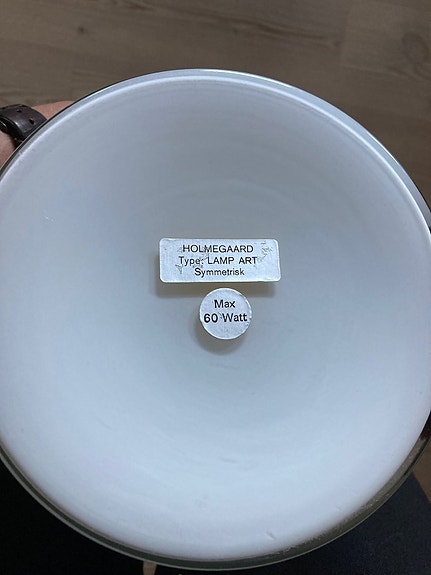 HOLMEGAARD
Type: LAMP ART
Symmetrisk
Max
60 Watt